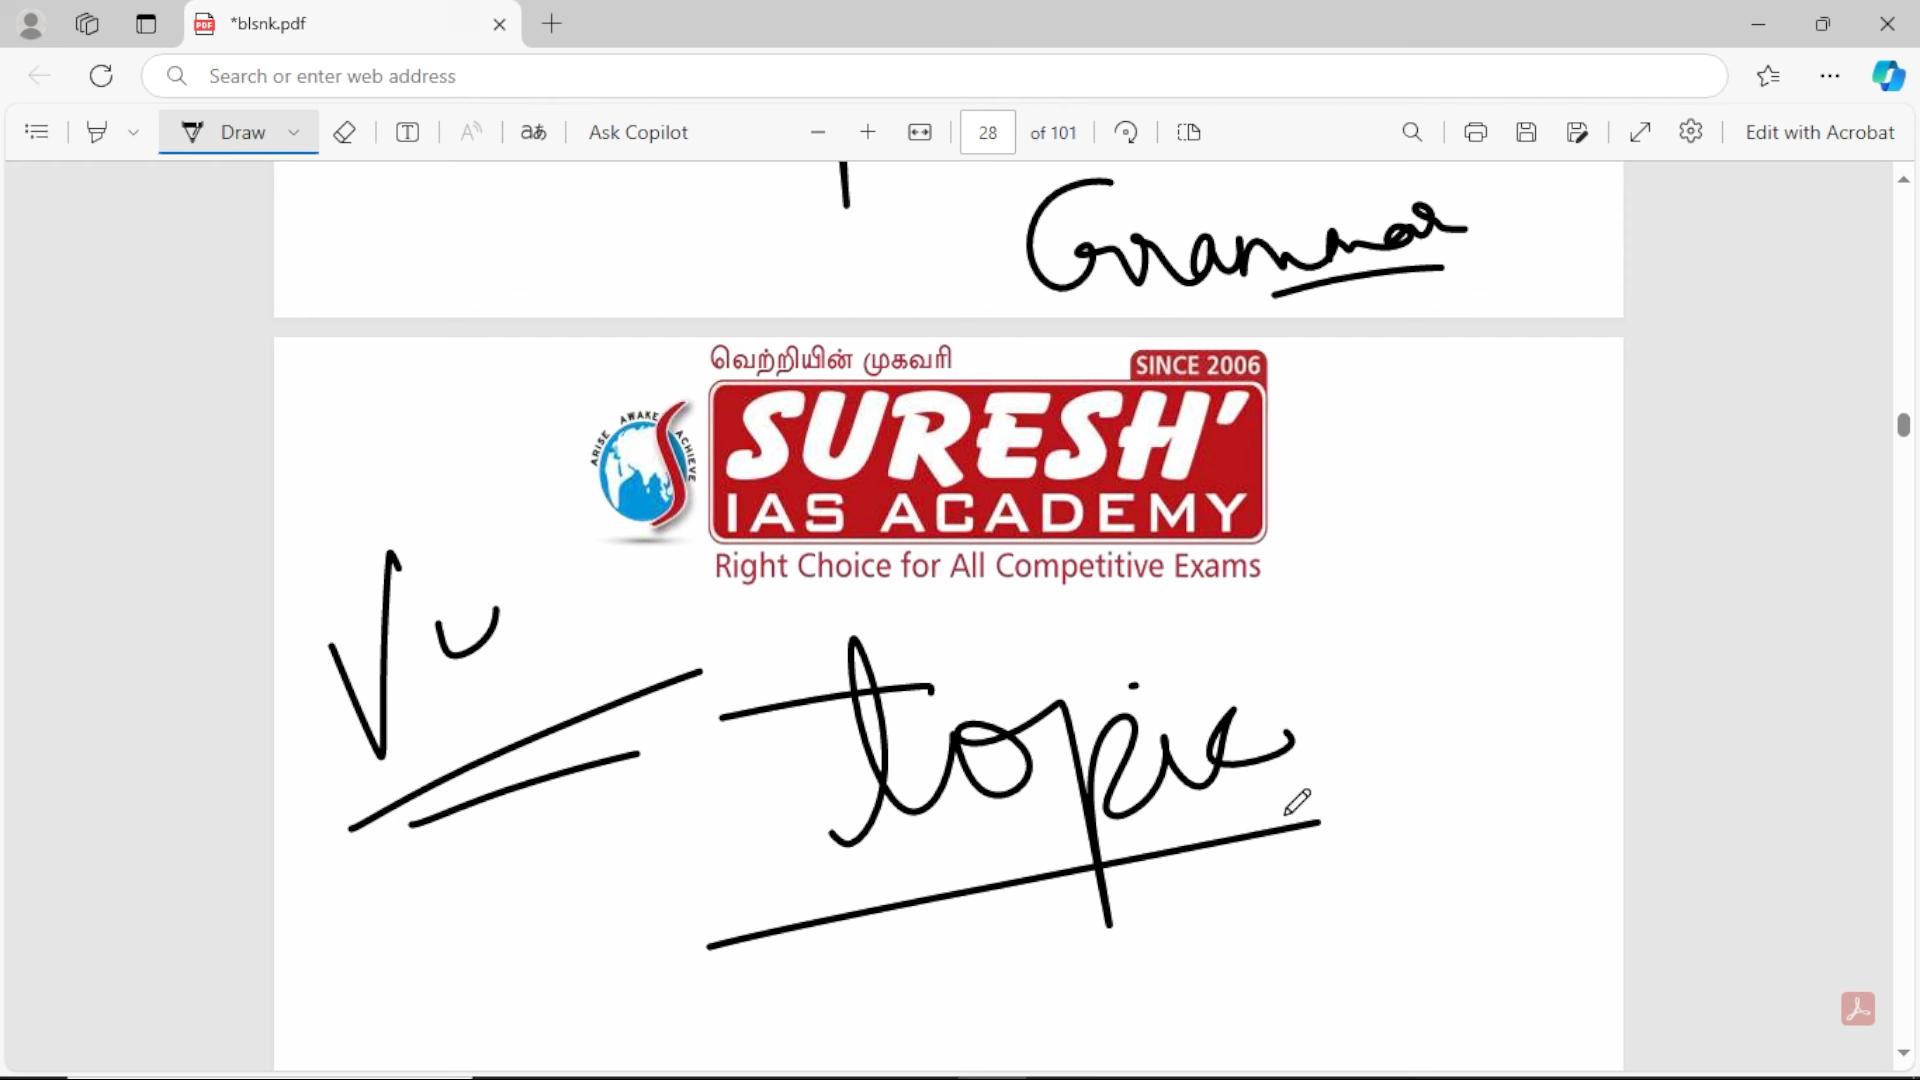 *blsnk.pdf
Search or enter web address
Draw
Ask Copilot
28 of 101
Edit with Acrobat
Grammar
வெற்றியின் முகவரி
SINCE 2006
ARISE AWAKE ACHIEVE
SURESH'
IAS ACADEMY
Right Choice for All Competitive Exams
topic